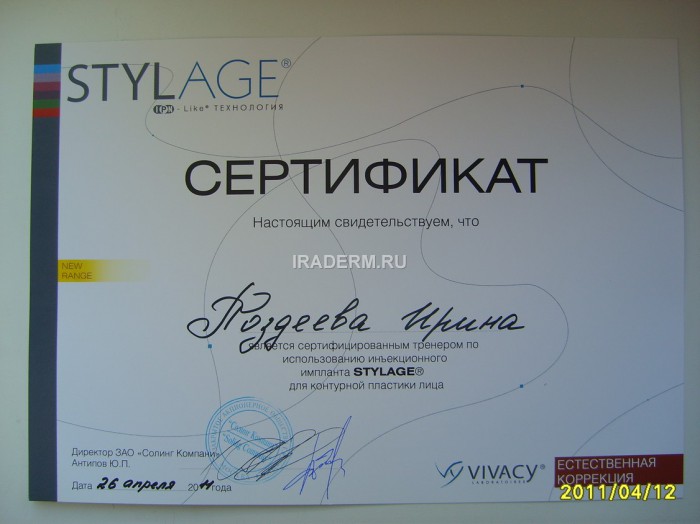 STYLAGE®
IPN - Like® ТЕХНОЛОГИЯ
СЕРТИФИКАТ
Настоящим свидетельствуем, что
NEW
RANGE
IRADERM.RU
Поздеева Ирина
является сертифицированным тренером по
использованию инъекционного
импланта STYLAGE®
для контурной пластики лица
Директор ЗАО «Солинг Компани»
Антипов Ю.П.
Дата 26 апреля 2011 года
VIVACY®
LABORATOIRES
ЕСТЕСТВЕННАЯ
КОРРЕКЦИЯ
2011/04/12